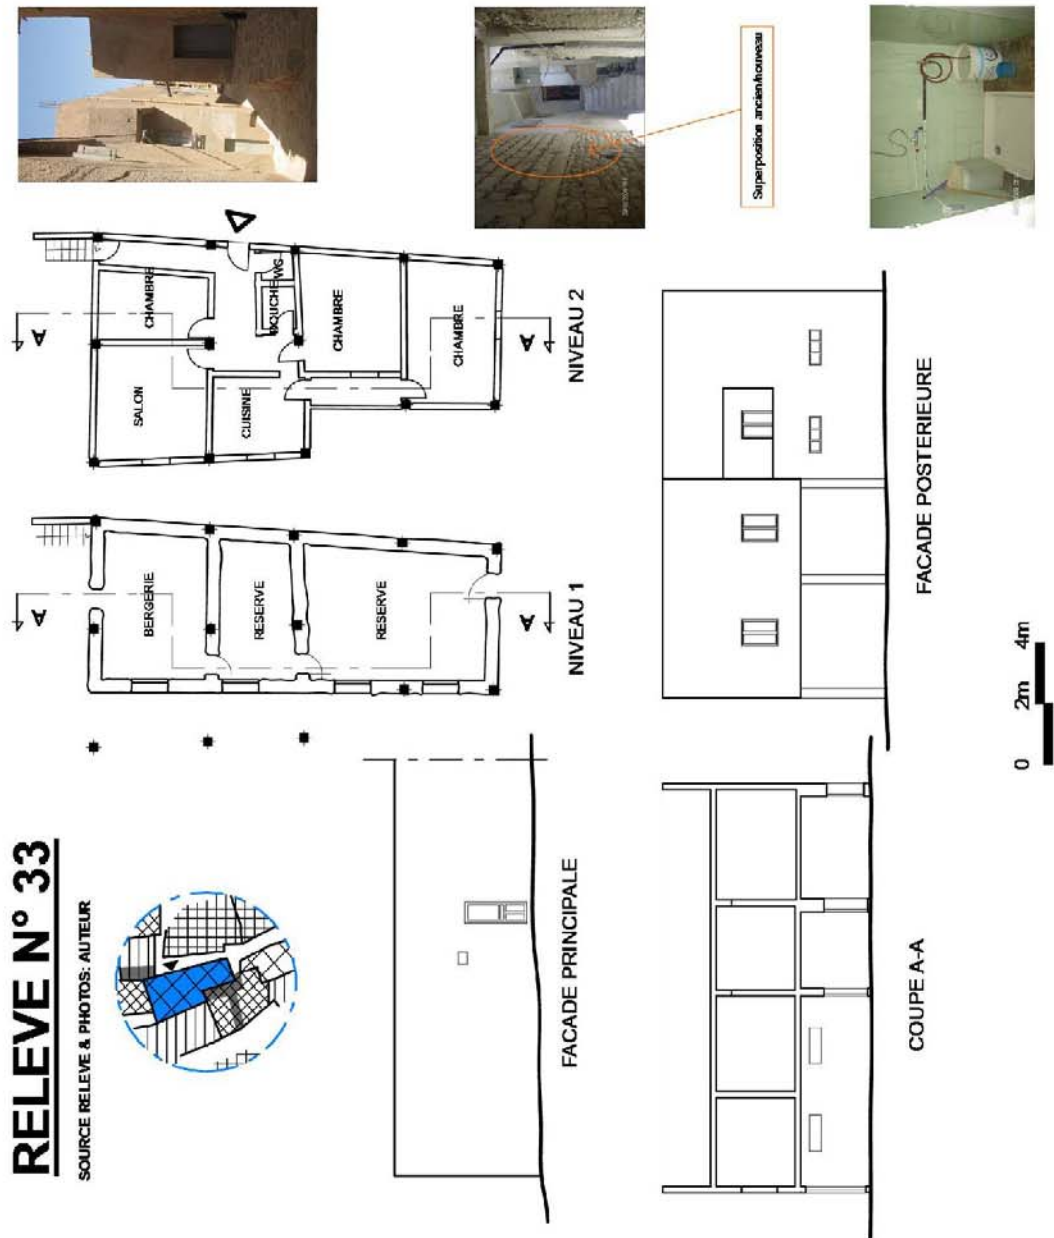 RELEVE N° 33
SOURCE RELEVE & PHOTOS: AUTEUR
BERGERIE
RESERVE
RESERVE
A
A
NIVEAU 1
SALON
CHAMBRE
CUISINE
DOUCHE
WC
CHAMBRE
CHAMBRE
A
A
NIVEAU 2
Superposition ancien/nouveau
FACADE PRINCIPALE
FACADE POSTERIEURE
COUPE A-A
0 2m 4m